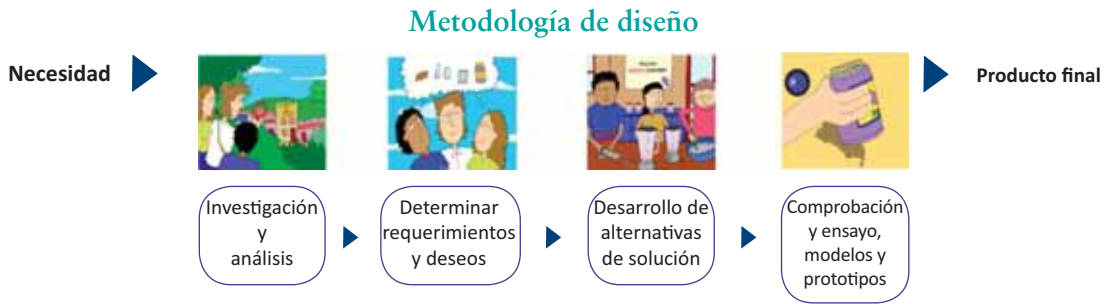 Metodología de diseño
Necesidad
Producto final
Investigación
y
análisis
Determinar
requerimientos
y deseos
Desarrollo de
alternativas
de solución
Comprobación
y ensayo,
modelos y
prototipos